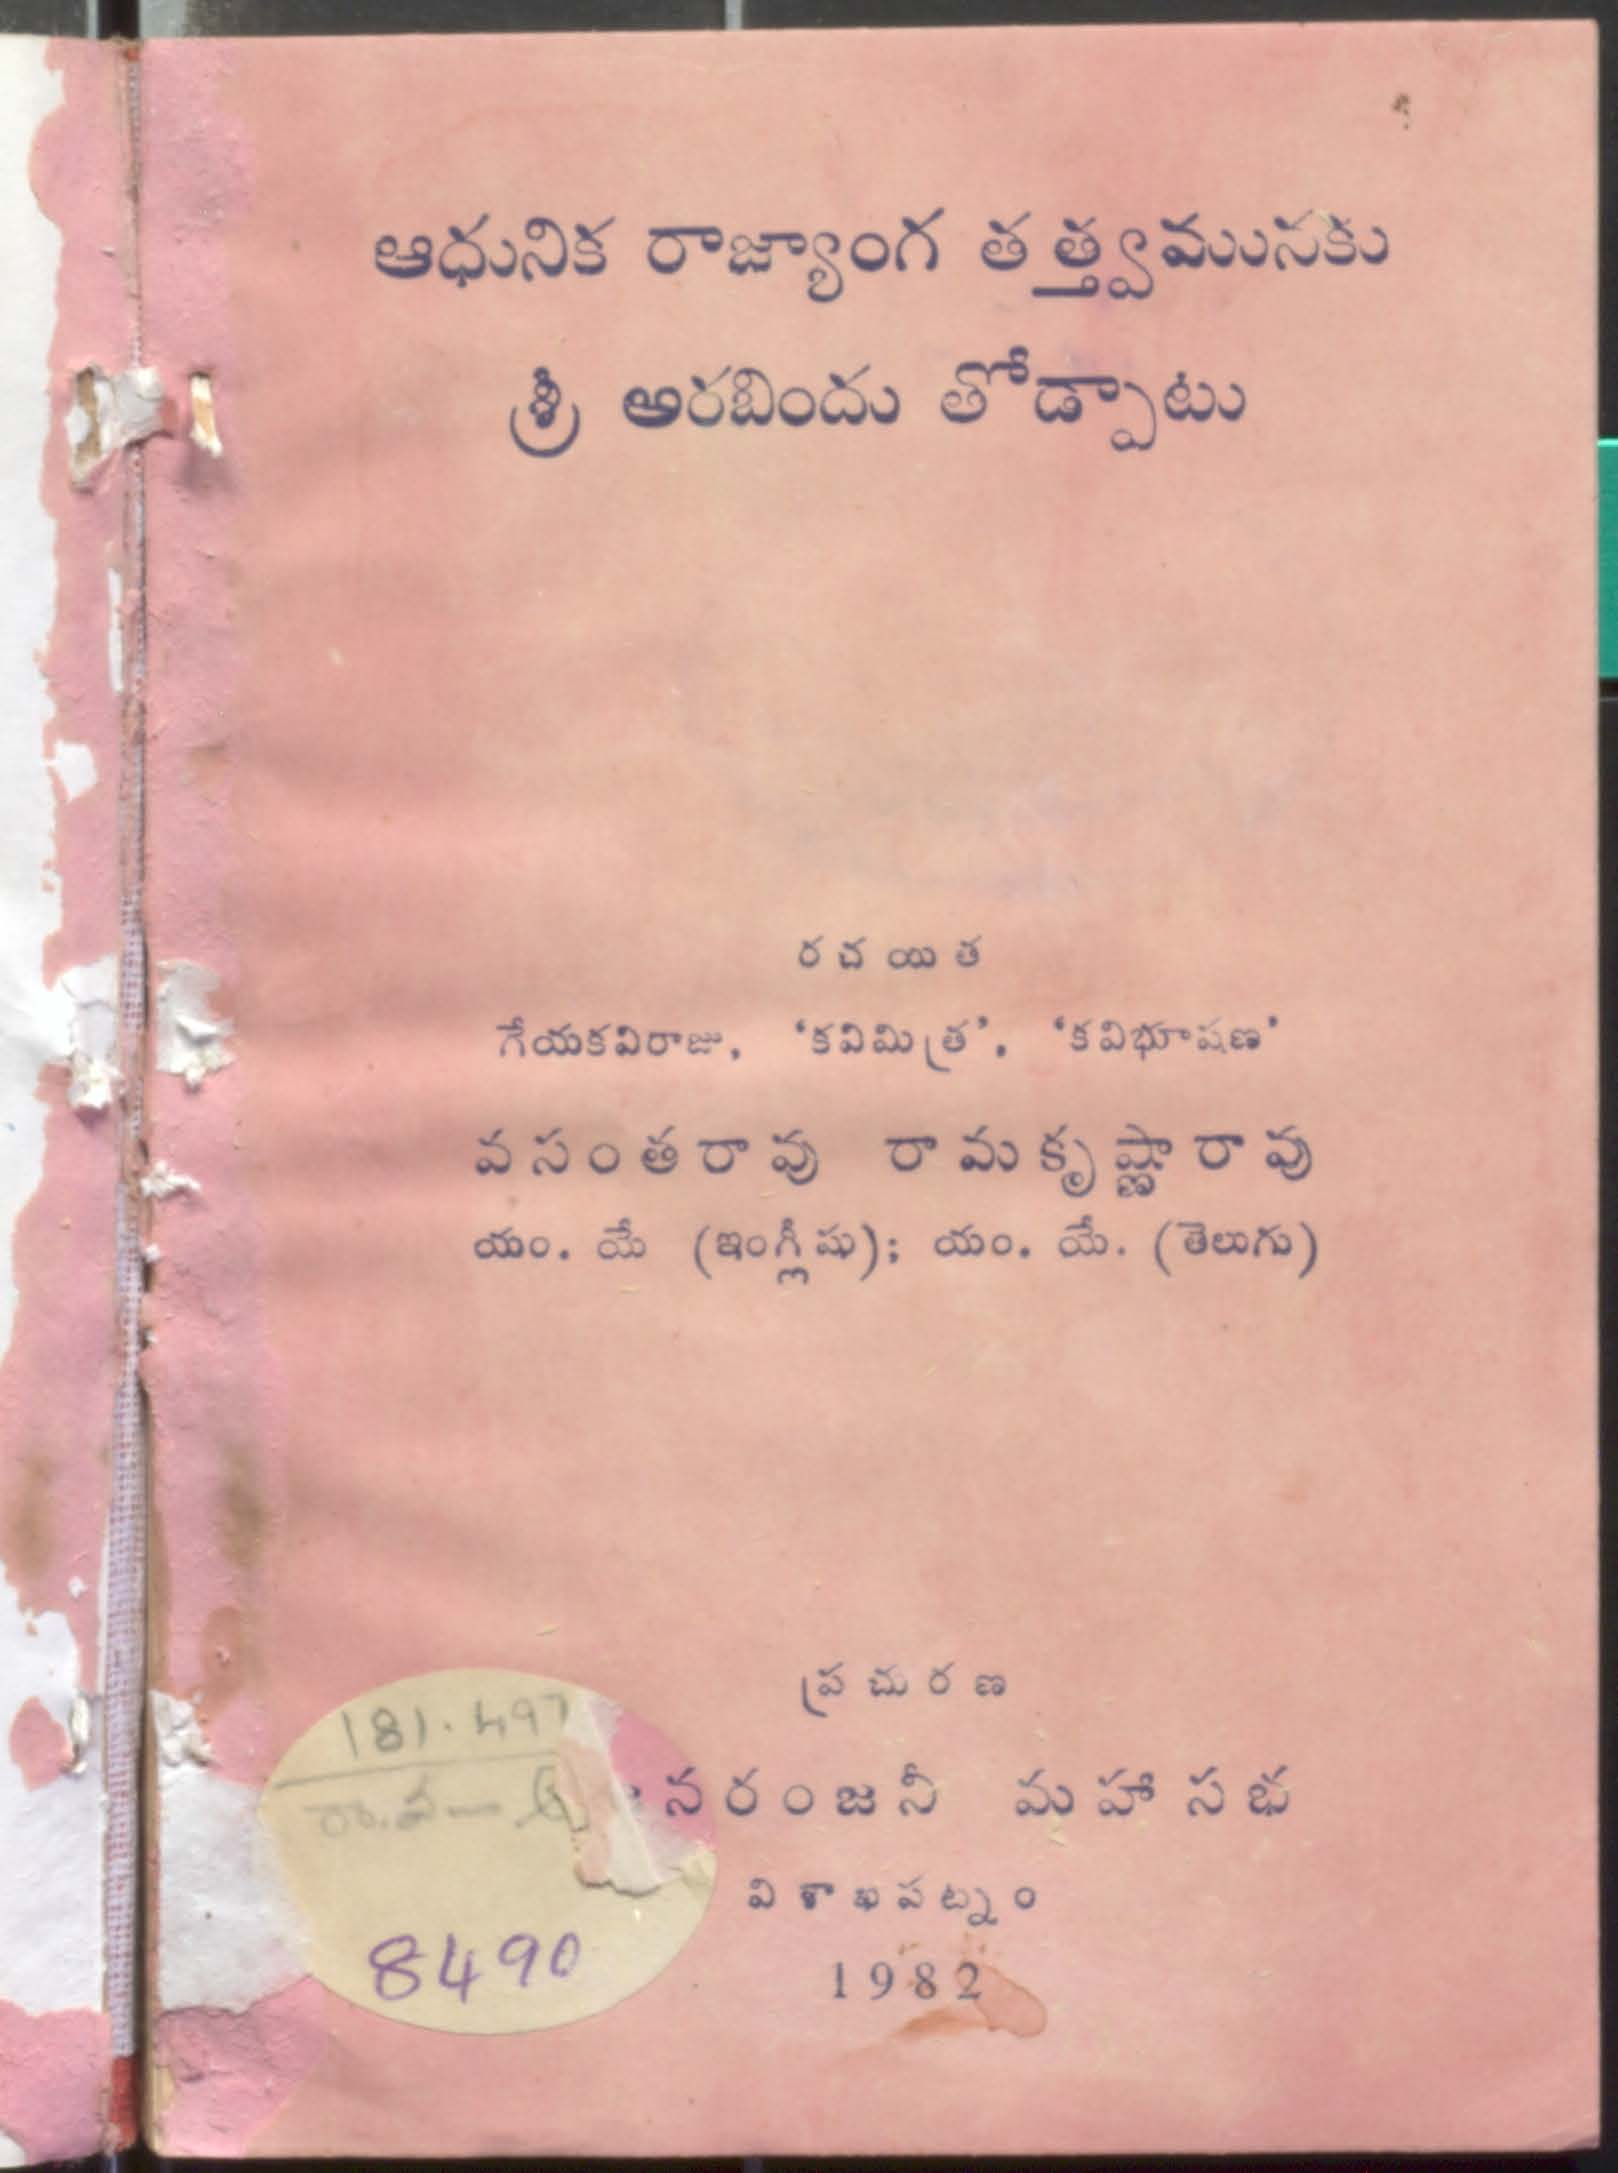 ఆధునిక రాజ్యాంగ తత్త్వమునకు
శ్రీ అరబిందు తోడ్పాటు
రచయిత
గేయకవిరాజు, ‘కవిమిత్ర’, ‘కవిభూషణ’
వసంతరావు రామకృష్ణారావు
యం. యే (ఇంగ్లీషు); యం. యే. (తెలుగు)
ప్రచురణ
181.497
నరంజనీ మహాసభ
రా.వ—
విశాఖపట్నం
8490
1982